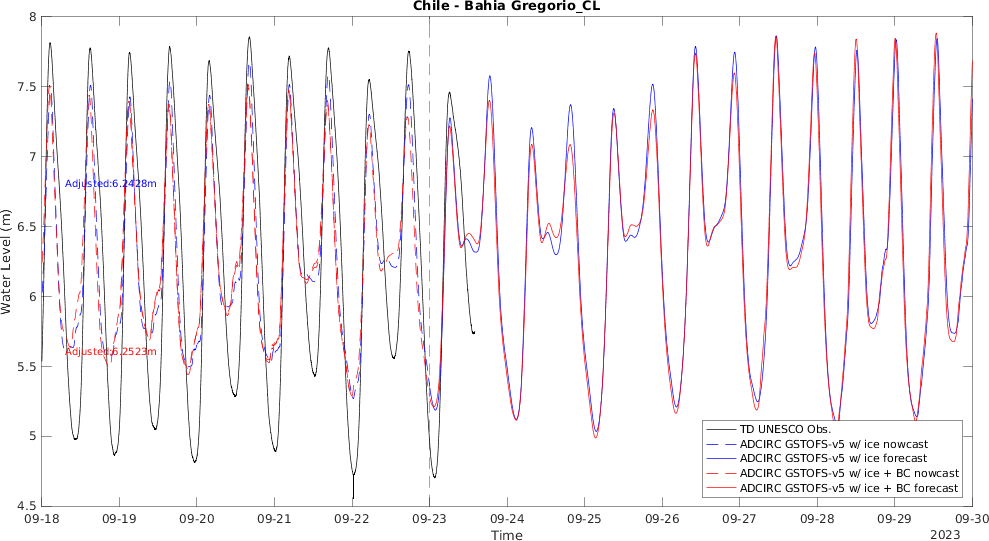 Chile - Bahia Gregorio_CL
Water Level (m)
8
7.5
7
6.5
6
5.5
5
4.5
Adjusted:6.2428m
Adjusted:6.2523m
TD UNESCO Obs.
ADCIRC GSTOFS-v5 w/ ice nowcast
ADCIRC GSTOFS-v5 w/ ice forecast
ADCIRC GSTOFS-v5 w/ ice + BC nowcast
ADCIRC GSTOFS-v5 w/ ice + BC forecast
09-18 09-19 09-20 09-21 09-22 09-23 09-24 09-25 09-26 09-27 09-28 09-29 09-30
Time
2023